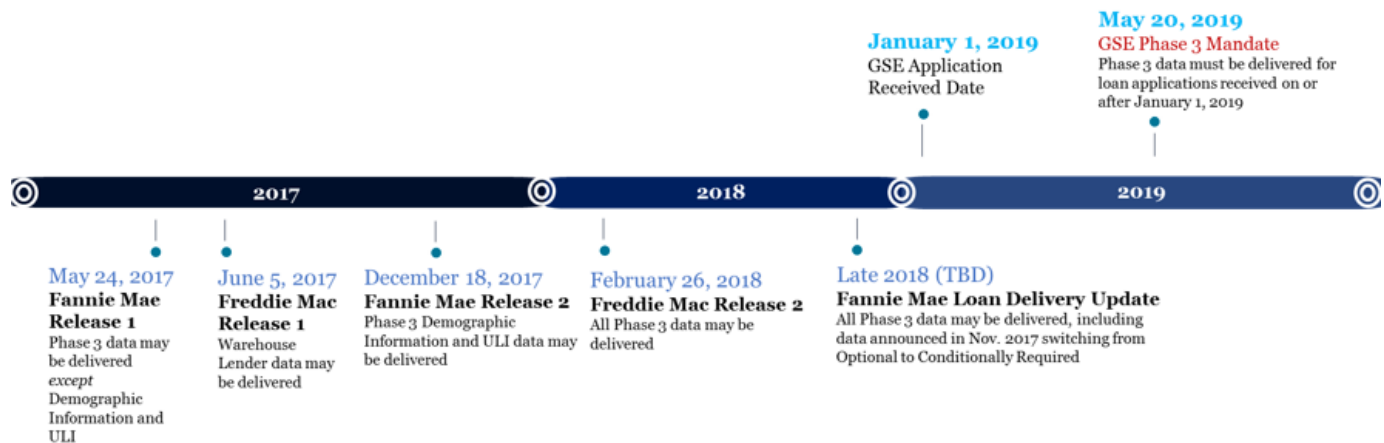 May 20, 2019
GSE Phase 3 Mandate
Phase 3 data must be delivered for
loan applications received on or
after January 1, 2019
January 1, 2019
GSE Application
Received Date
2017
2018
2019
May 24, 2017
Fannie Mae
Release 1
Phase 3 data may
be delivered
except
Demographic
Information and
ULI
June 5, 2017
Freddie Mac
Release 1
Warehouse
Lender data may
be delivered
December 18, 2017
Fannie Mae Release 2
Phase 3 Demographic
Information and ULI data may
be delivered
February 26, 2018
Freddie Mac Release 2
All Phase 3 data may be
delivered
Late 2018 (TBD)
Fannie Mae Loan Delivery Update
All Phase 3 data may be delivered, including
data announced in Nov. 2017 switching from
Optional to Conditionally Required